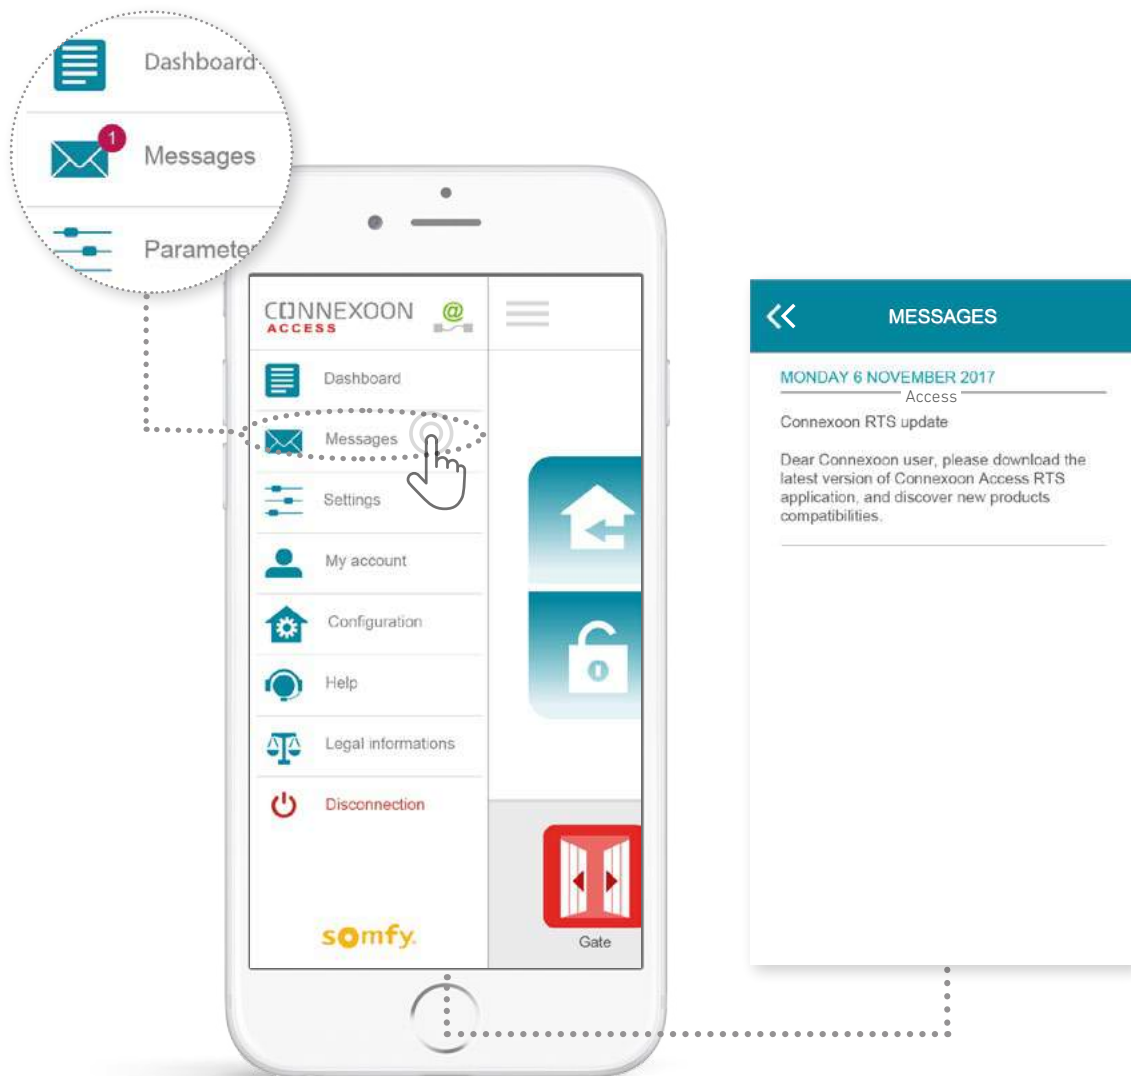 Dashboard
1
Messages
Parameter
CONNEXOON
ACCESS
@
Dashboard
Messages
Settings
My account
Configuration
Help
Legal informations
Disconnection
somfy.
Gate
MESSAGES
MONDAY 6 NOVEMBER 2017
Access
Connexoon RTS update
Dear Connexoon user, please download the
latest version of Connexoon Access RTS
application, and discover new products
compatibilities.